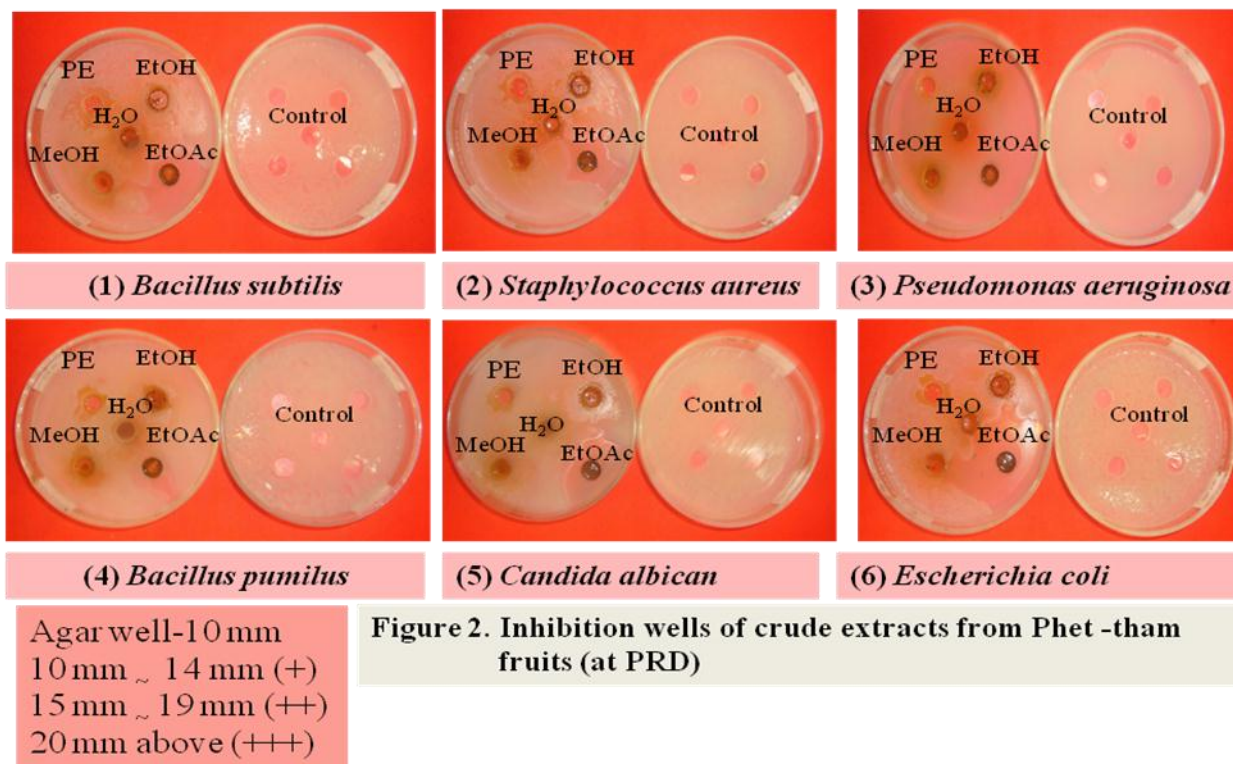 PE EtOH
H₂O
MeOH EtOAc
Control
PE EtOH
H₂O
MeOH EtOAc
Control
PE EtOH
H₂O
MeOH EtOAc
Control
(1) Bacillus subtilis
(2) Staphylococcus aureus
(3) Pseudomonas aeruginosa
PE EtOH
H₂O
MeOH EtOAc
Control
PE EtOH
H₂O
MeOH EtOAc
Control
PE EtOH
H₂O
MeOH EtOAc
Control
(4) Bacillus pumilus
(5) Candida albican
(6) Escherichia coli
Agar well-10 mm
10 mm ~ 14 mm (+)
15 mm ~ 19 mm (++)
20 mm above (+++)
Figure 2. Inhibition wells of crude extracts from Phet -tham
fruits (at PRD)